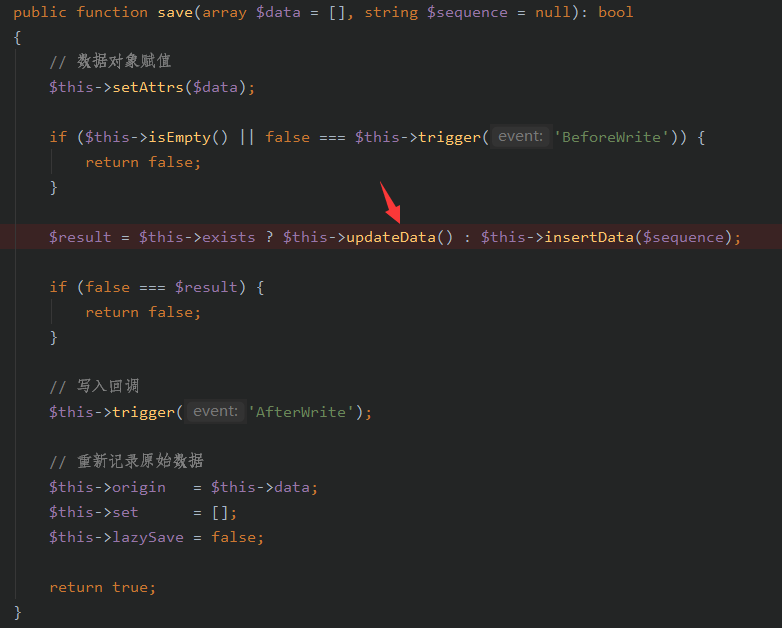 public function save(array $data = [], string $sequence = null): bool
{
// 数据对象赋值
$this->setAttrs($data);
if ($this->isEmpty() || false === $this->trigger( event: 'BeforeWrite')) {
return false;
}
$result = $this->exists ? $this->updateData() : $this->insertData($sequence);
if (false === $result) {
return false;
}
// 写入回调
$this->trigger( event: 'AfterWrite');
// 重新记录原始数据
$this->origin   = $this->data;
$this->set      = [];
$this->lazySave = false;
return true;
}